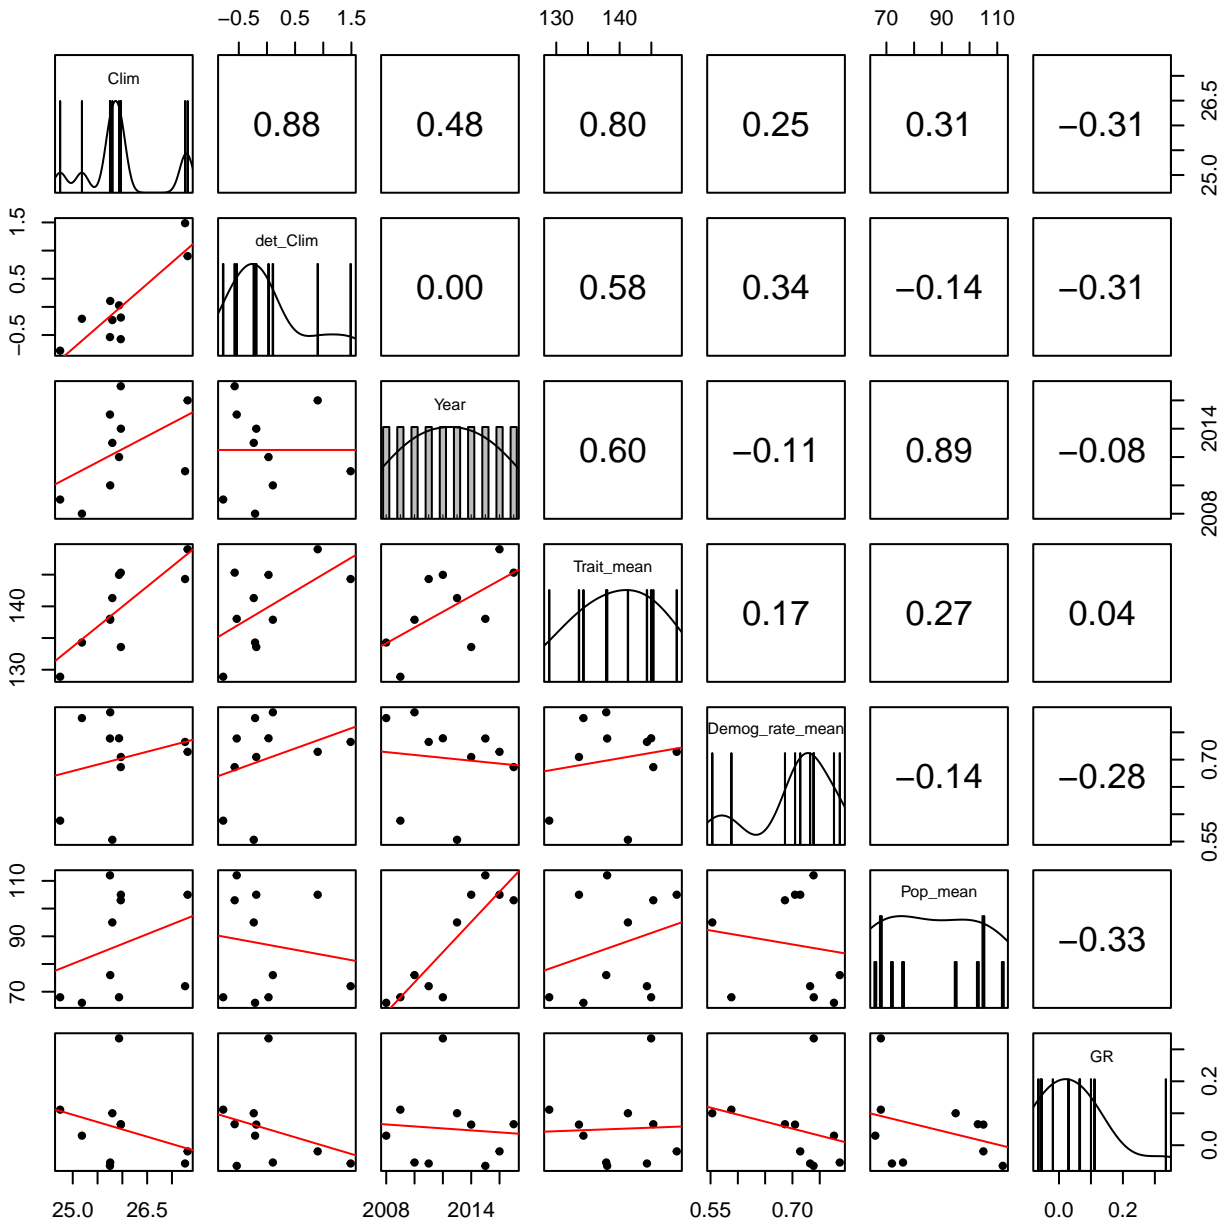 −0.5 0.5 1.5 130 140 70 90 110
Clim 0.88 0.48 0.80 0.25 0.31 −0.31 25.0 26.5
−0.5 0.5 1.5 det_Clim 0.00 0.58 0.34 −0.14 −0.31
Year 0.60 −0.11 0.89 −0.08 2008 2014
130 140 Trait_mean 0.17 0.27 0.04
Demog_rate_mean −0.14 −0.28 0.55 0.70
70 90 110 Pop_mean −0.33
GR 0.0 0.2
25.0 26.5 2008 2014 0.55 0.70 0.0 0.2